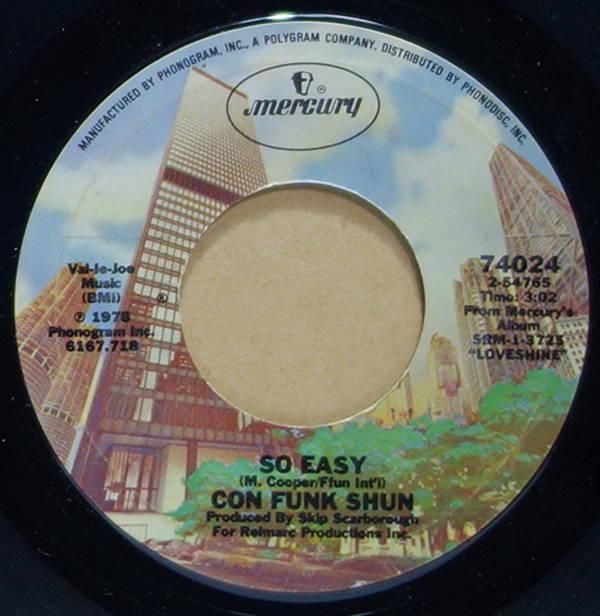 MANUFACTURED BY PHONOGRAM, INC., A POLYGRAM COMPANY. DISTRIBUTED BY PHONODISC, INC.
mercury ®
Val-ie-Joe
Music
(BMI) ®
℗ 1978
Phonogram Inc.
6167.718
74024
2-54765
Time: 3:02
From Mercury's
Album
SRM-1-3725
"LOVESHINE"
SO EASY
(M. Cooper/Ffun Int'l)
CON FUNK SHUN
Produced By Skip Scarborough
For Relmarc Productions Inc.